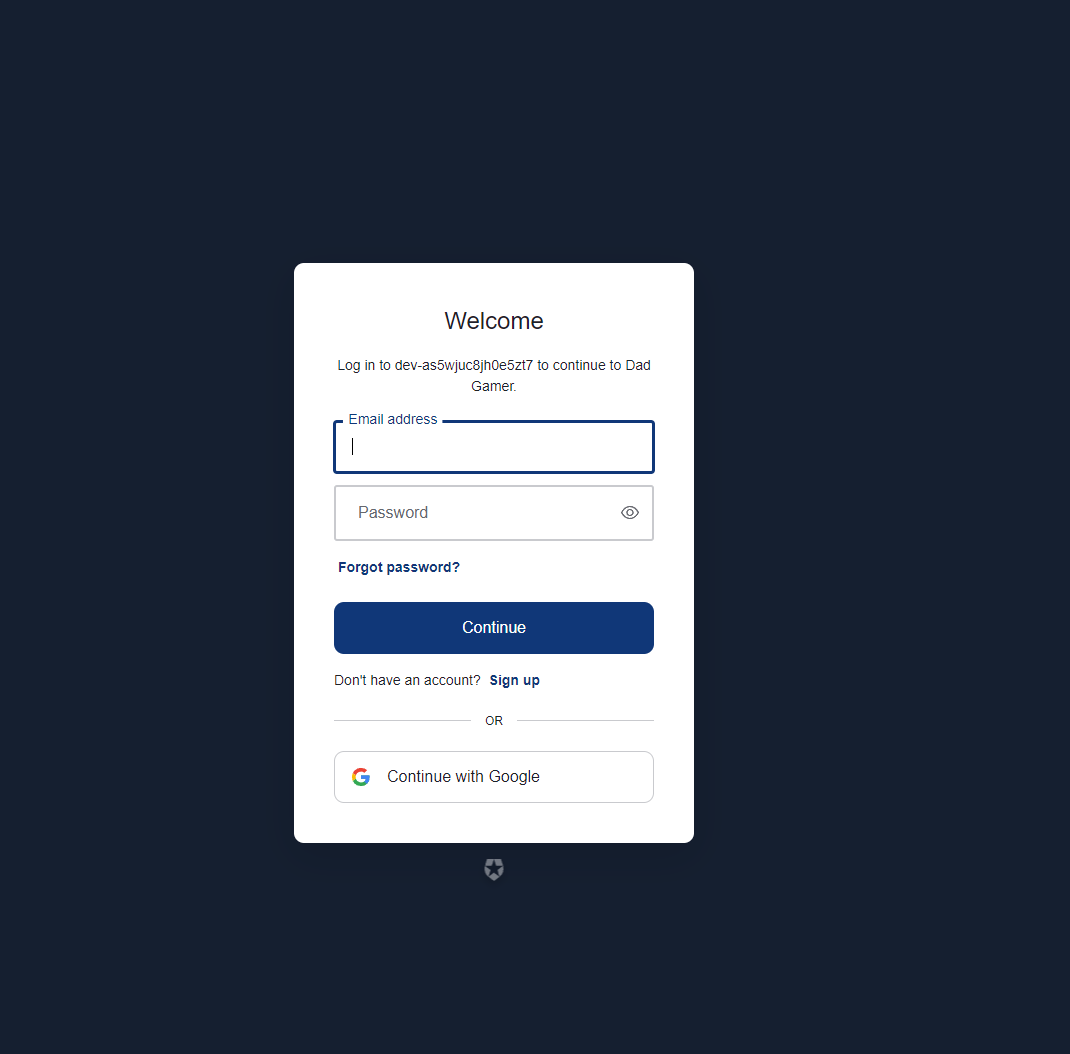 Welcome
Log in to dev-as5wjuc8jh0e5zt7 to continue to Dad
Gamer.
Email address
Password
Forgot password?
Continue
Don't have an account? Sign up
OR
Continue with Google